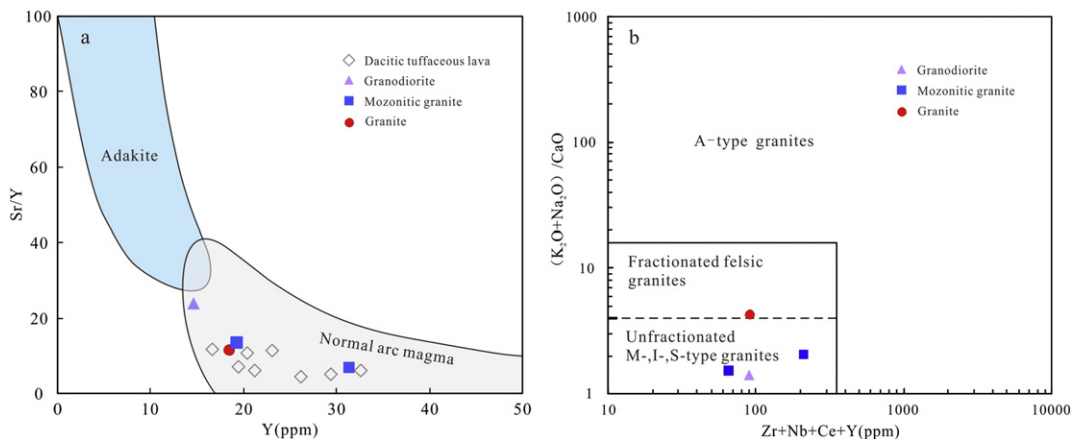 a
Dacitic tuffaceous lava
Granodiorite
Mozonitic granite
Granite
Adakite
Normal arc magma
Sr/Y
100
80
60
40
20
0
0
10
20
30
40
50
Y(ppm)
b
Granodiorite
Mozonitic granite
Granite
A-type granites
Fractionated felsic
granites
Unfractionated
M-,I-,S-type granites
(K₂O+Na₂O)/CaO
1000
100
10
1
10
100
1000
10000
Zr+Nb+Ce+Y(ppm)